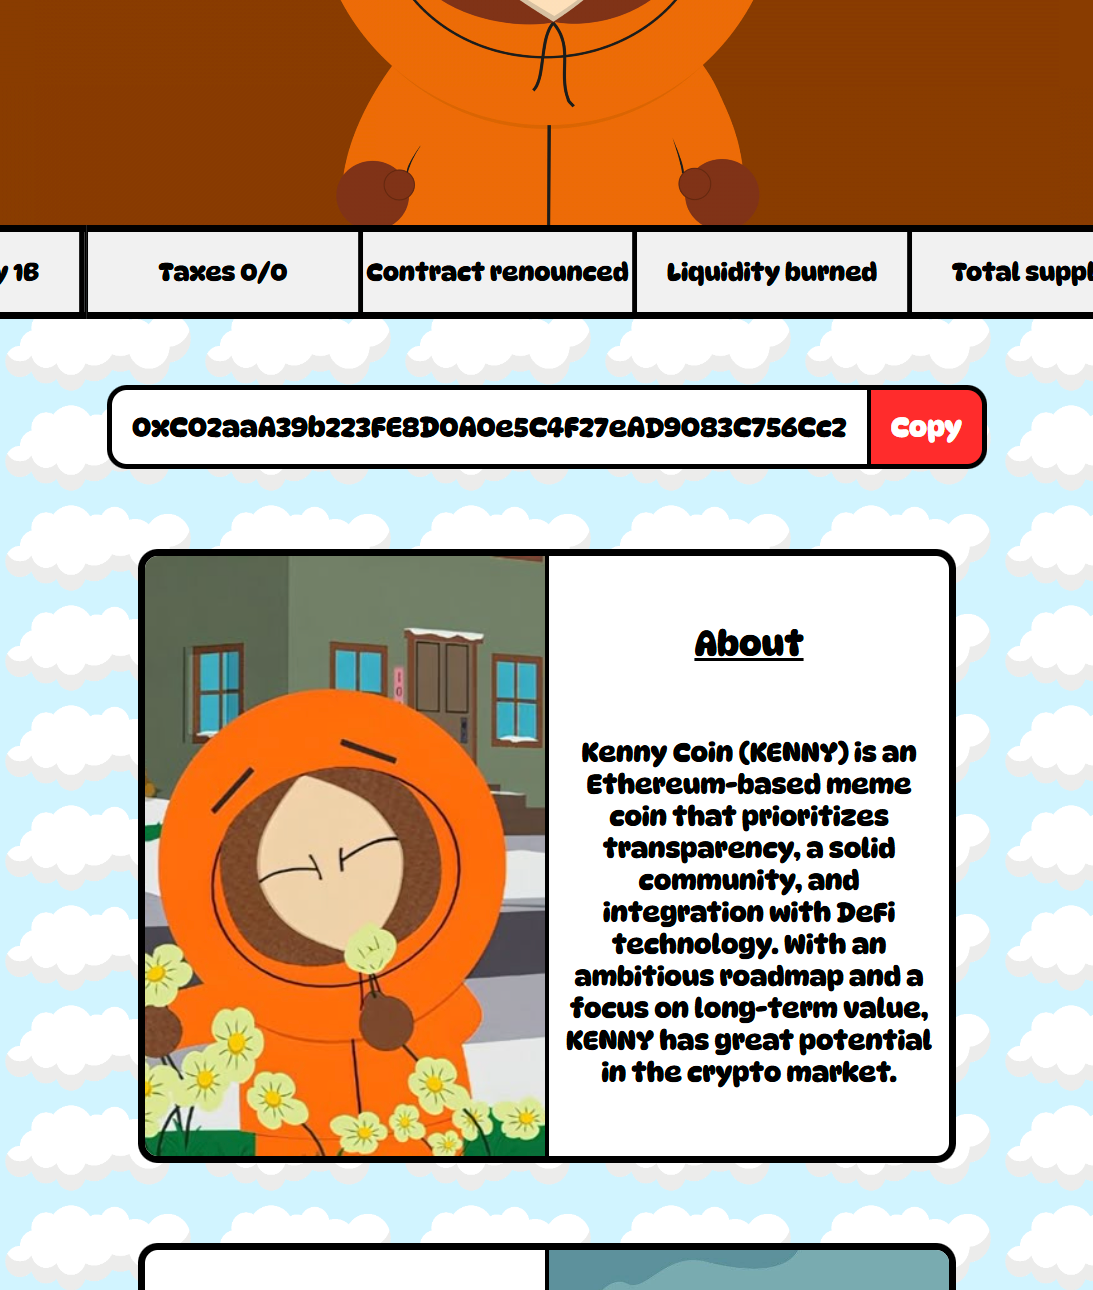 y 1B
Taxes 0/0
Contract renounced
Liquidity burned
Total suppl
0xC02aaA39b223FE8D0A0e5C4F27eAD9083C756Cc2
Copy
About
Kenny Coin (KENNY) is an
Ethereum-based meme
coin that prioritizes
transparency, a solid
community, and
integration with DeFi
technology. With an
ambitious roadmap and a
focus on long-term value,
KENNY has great potential
in the crypto market.